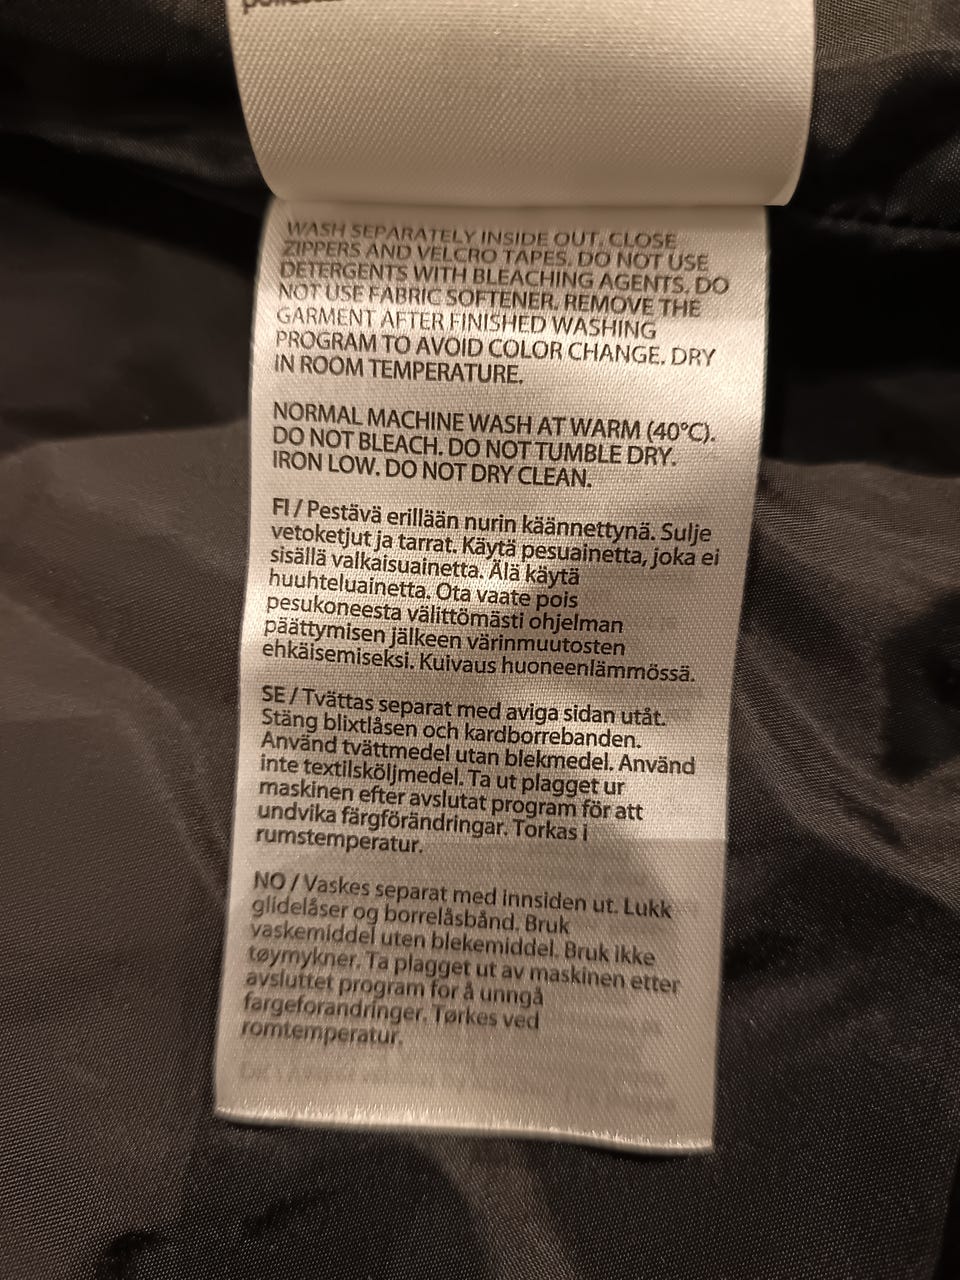 WASH SEPARATELY INSIDE OUT. CLOSE
ZIPPERS AND VELCRO TAPES. DO NOT USE
DETERGENTS WITH BLEACHING AGENTS. DO
NOT USE FABRIC SOFTENER. REMOVE THE
GARMENT AFTER FINISHED WASHING
PROGRAM TO AVOID COLOR CHANGE. DRY
IN ROOM TEMPERATURE.
NORMAL MACHINE WASH AT WARM (40°C).
DO NOT BLEACH. DO NOT TUMBLE DRY.
IRON LOW. DO NOT DRY CLEAN.
FI / Pestävä erillään nurin käännettynä. Sulje
vetoketjut ja tarrat. Käytä pesuainetta, joka ei
sisällä valkaisuainetta. Älä käytä
huuhteluainetta. Ota vaate pois
pesukoneesta välittömästi ohjelman
päättymisen jälkeen värinmuutosten
ehkäisemiseksi. Kuivaus huoneenlämmössä.
SE / Tvättas separat med aviga sidan utåt.
Stäng blixtlåsen och kardborrebanden.
Använd tvättmedel utan blekmedel. Använd
inte textilsköljmedel. Ta ut plagget ur
maskinen efter avslutat program för att
undvika färgförändringar. Torkas i
rumstemperatur.
NO / Vaskes separat med innsiden ut. Lukk
glidelåser og borrelåsbånd. Bruk
vaskemiddel uten blekemiddel. Bruk ikke
tøymykner. Ta plagget ut av maskinen etter
avsluttet program for å unngå
fargeforandringer. Tørkes ved
romtemperatur.